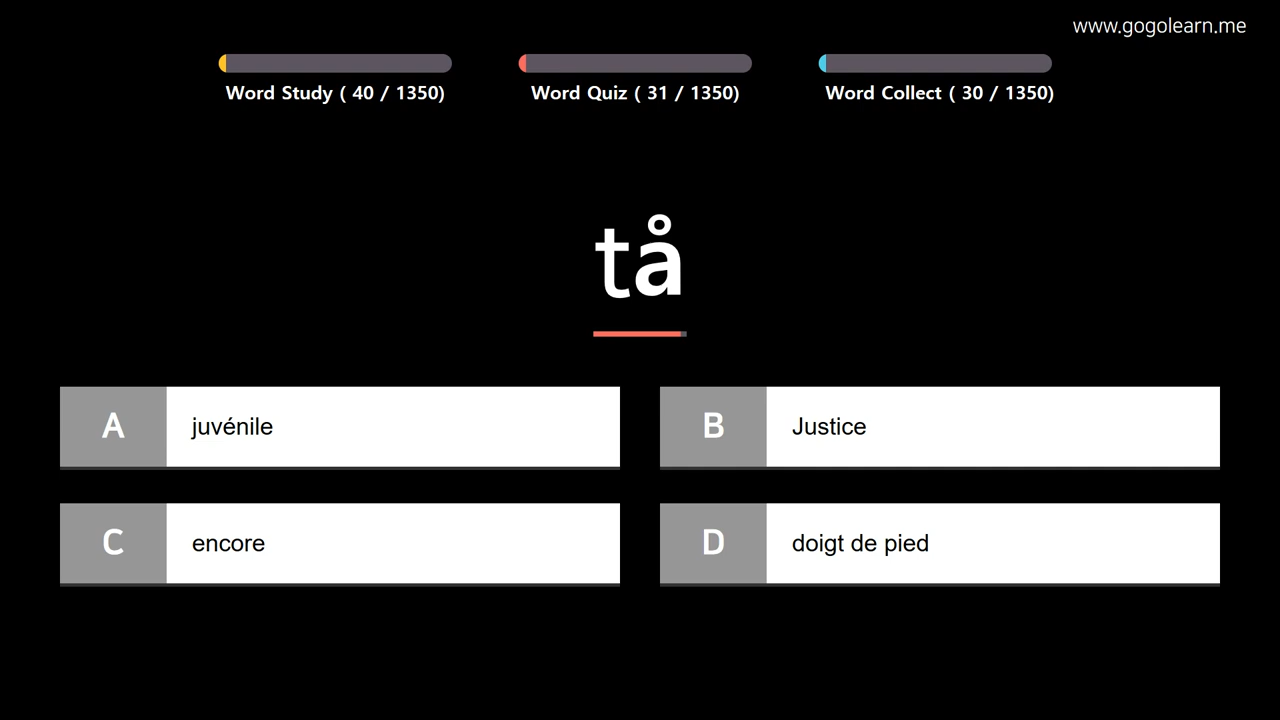 www.gogolearn.me
Word Study ( 40 / 1350)
Word Quiz ( 31 / 1350)
Word Collect ( 30 / 1350)
tå
A juvénile
B Justice
C encore
D doigt de pied